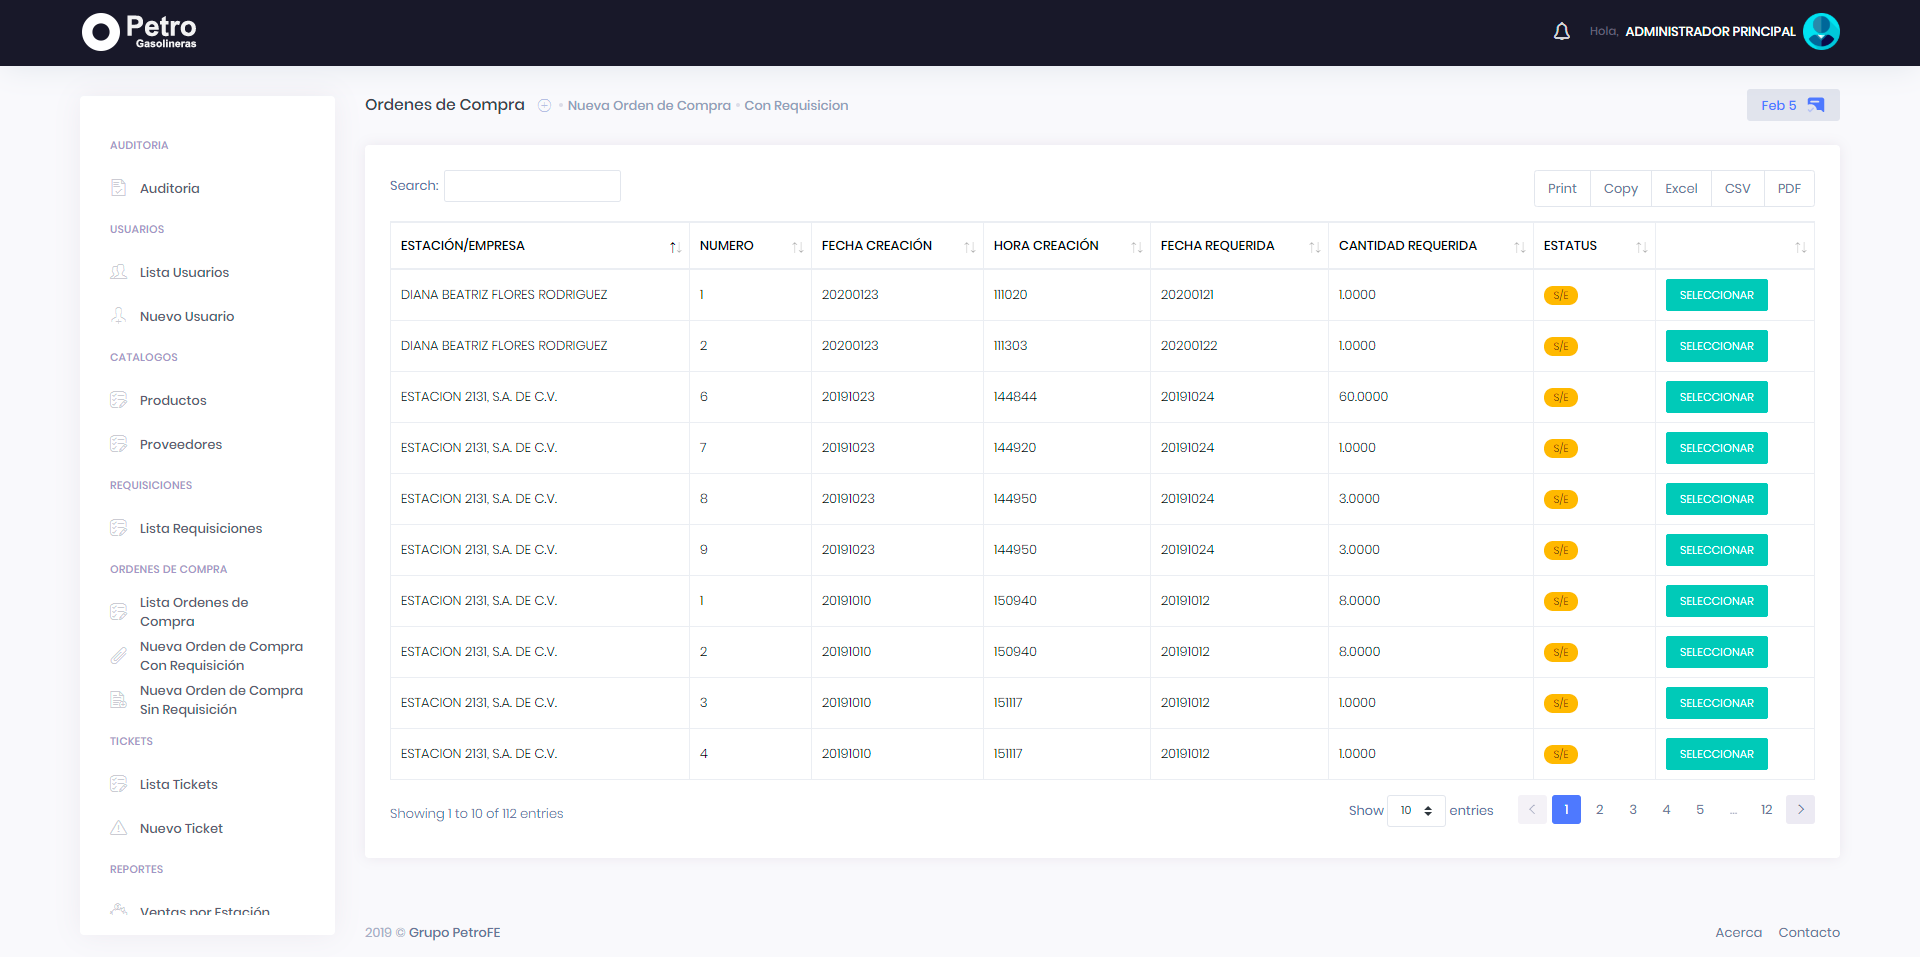 Petro
Gasolineras
Hola, ADMINISTRADOR PRINCIPAL
AUDITORIA
Auditoria
USUARIOS
Lista Usuarios
Nuevo Usuario
CATALOGOS
Productos
Proveedores
REQUISICIONES
Lista Requisiciones
ORDENES DE COMPRA
Lista Ordenes de
Compra
Nueva Orden de Compra
Con Requisición
Nueva Orden de Compra
Sin Requisición
TICKETS
Lista Tickets
Nuevo Ticket
REPORTES
Ventas por Estación
Ordenes de Compra • Nueva Orden de Compra • Con Requisicion
Feb 5
Search:
Print Copy Excel CSV PDF
ESTACIÓN/EMPRESA NUMERO FECHA CREACIÓN HORA CREACIÓN FECHA REQUERIDA CANTIDAD REQUERIDA ESTATUS
DIANA BEATRIZ FLORES RODRIGUEZ 1 20200123 111020 20200121 1.0000 S/E SELECCIONAR
DIANA BEATRIZ FLORES RODRIGUEZ 2 20200123 111303 20200122 1.0000 S/E SELECCIONAR
ESTACION 2131, S.A. DE C.V. 6 20191023 144844 20191024 60.0000 S/E SELECCIONAR
ESTACION 2131, S.A. DE C.V. 7 20191023 144920 20191024 1.0000 S/E SELECCIONAR
ESTACION 2131, S.A. DE C.V. 8 20191023 144950 20191024 3.0000 S/E SELECCIONAR
ESTACION 2131, S.A. DE C.V. 9 20191023 144950 20191024 3.0000 S/E SELECCIONAR
ESTACION 2131, S.A. DE C.V. 1 20191010 150940 20191012 8.0000 S/E SELECCIONAR
ESTACION 2131, S.A. DE C.V. 2 20191010 150940 20191012 8.0000 S/E SELECCIONAR
ESTACION 2131, S.A. DE C.V. 3 20191010 151117 20191012 1.0000 S/E SELECCIONAR
ESTACION 2131, S.A. DE C.V. 4 20191010 151117 20191012 1.0000 S/E SELECCIONAR
Showing 1 to 10 of 112 entries
Show 10 entries
1 2 3 4 5 ... 12
2019 © Grupo PetroFE
Acerca Contacto